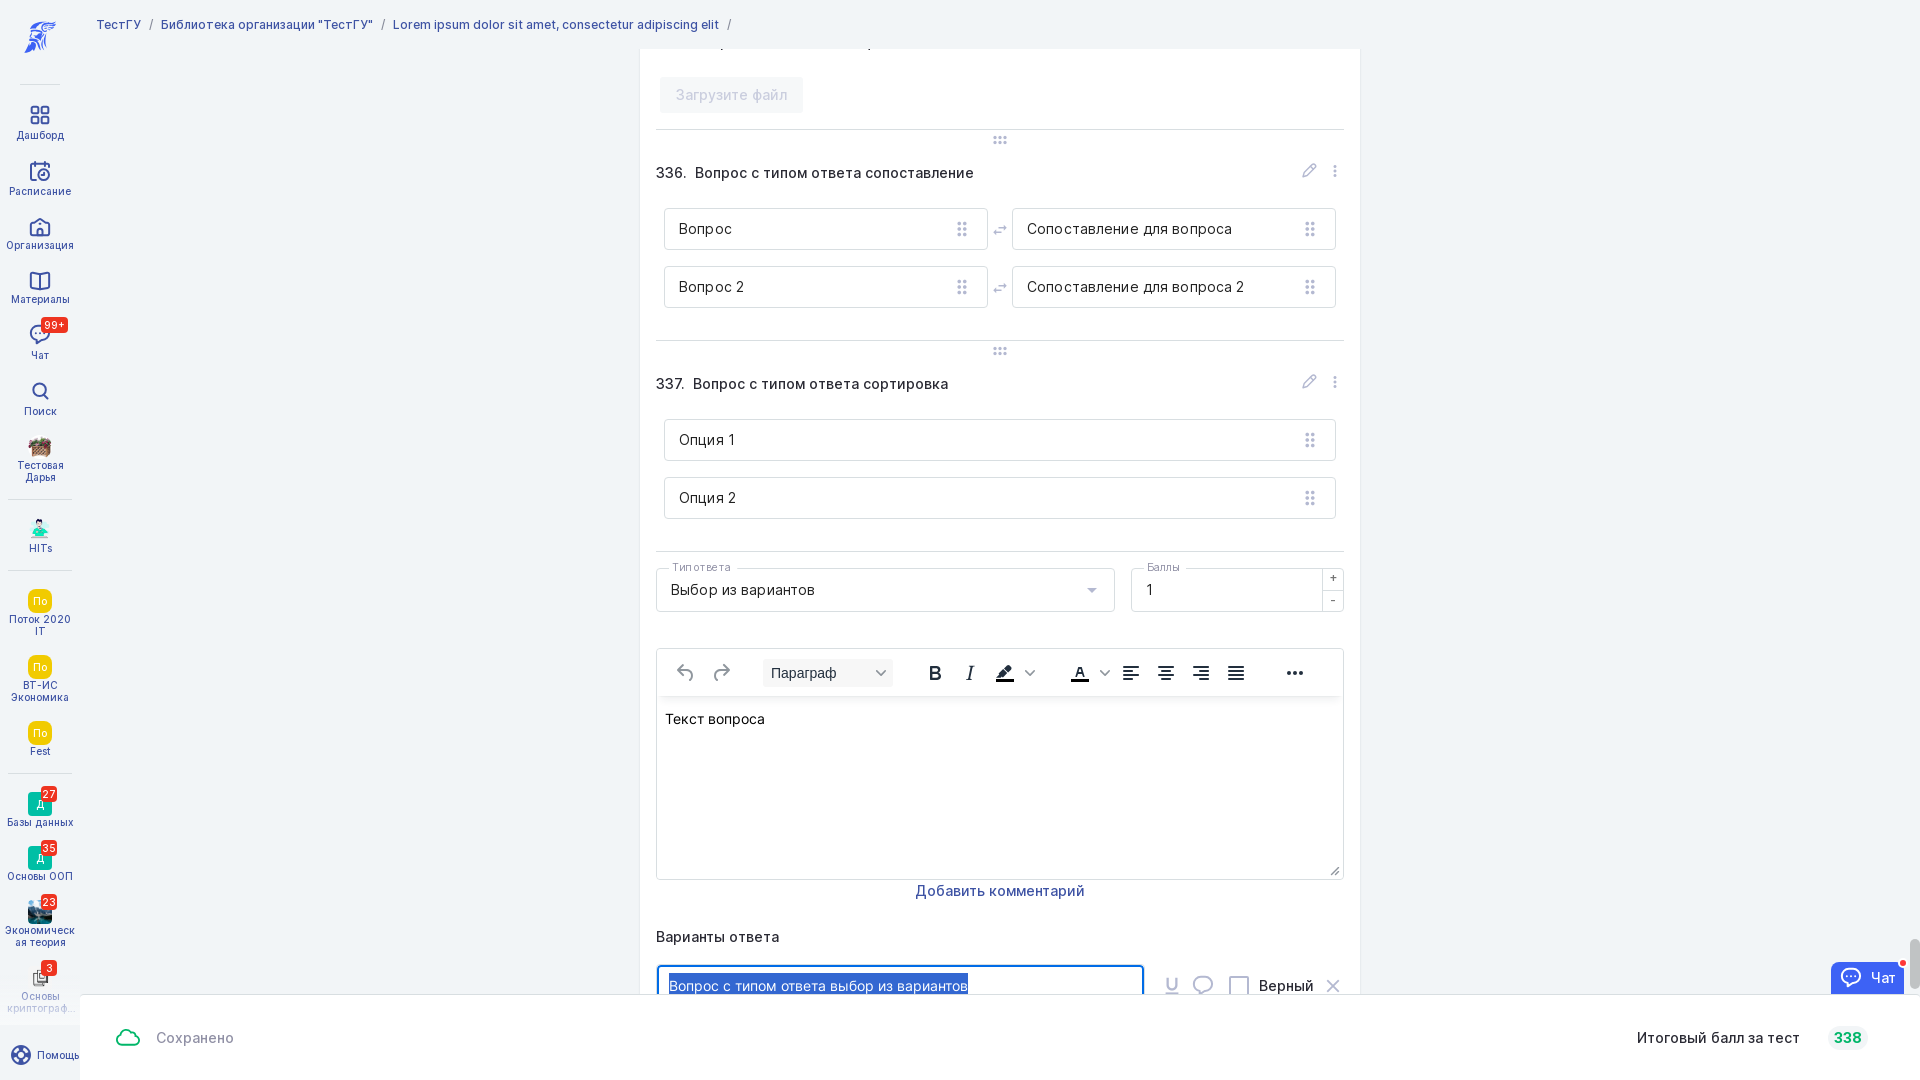 ТестГУ / Библиотека организации "ТестГУ" / Lorem ipsum dolor sit amet, consectetur adipiscing elit /
Дашборд
Расписание
Организация
Материалы
99+
Чат
Поиск
Тестовая
Дарья
HITs
По
Поток 2020
IT
По
ВТ-ИС
Экономика
По
Fest
27
Д
Базы данных
35
Д
Основы ООП
23
Экономическ
ая теория
3
Основы
криптограф...
Помощь
Загрузите файл
336. Вопрос с типом ответа сопоставление
Вопрос
Сопоставление для вопроса
Вопрос 2
Сопоставление для вопроса 2
337. Вопрос с типом ответа сортировка
Опция 1
Опция 2
Тип ответа
Выбор из вариантов
Баллы
1
+
-
Параграф
B I A
Текст вопроса
Добавить комментарий
Варианты ответа
Вопрос с типом ответа выбор из вариантов
Верный
Чат
Сохранено
Итоговый балл за тест 338